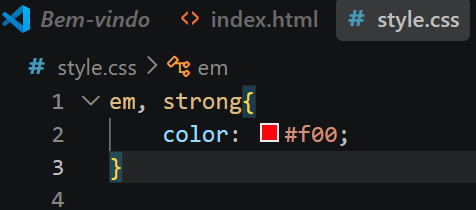 Bem-vindo <> index.html # style.css
# style.css > em
1 em, strong{
2 color: #f00;
3 }
4